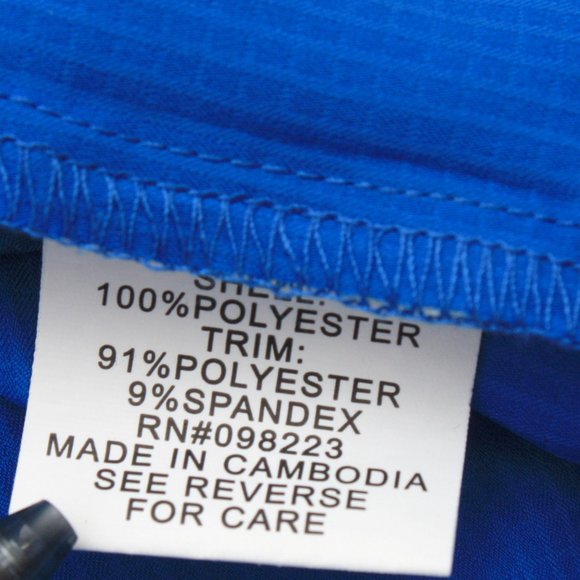 SHELL:
100%POLYESTER
TRIM:
91%POLYESTER
9%SPANDEX
RN#098223
MADE IN CAMBODIA
SEE REVERSE
FOR CARE